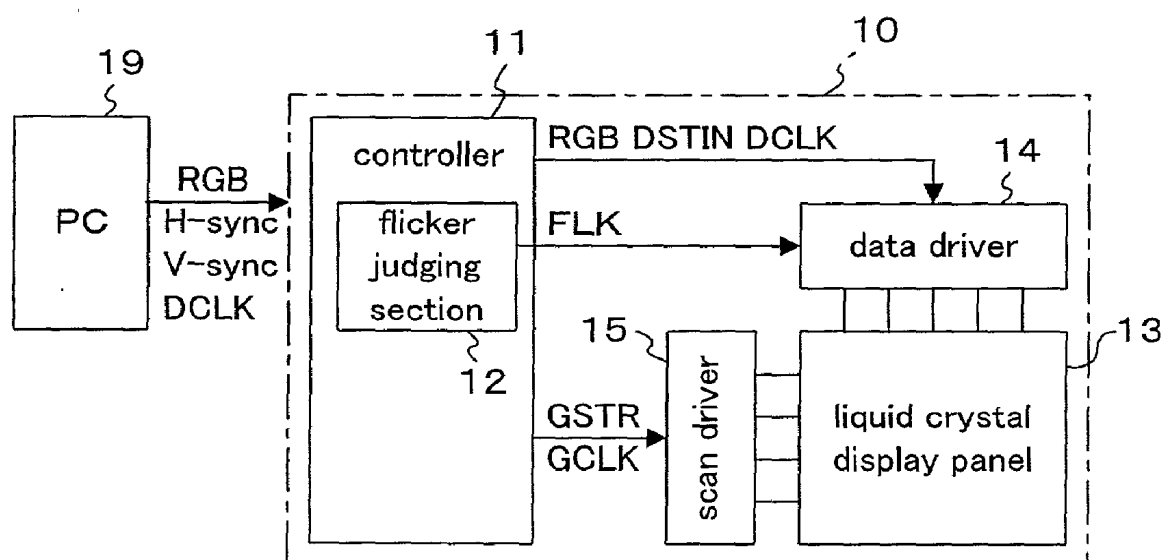 19
PC
RGB
H-sync
V-sync
DCLK
10
11
controller
flicker
judging
section
12
RGB DSTIN DCLK
FLK
14
data driver
GSTR
GCLK
15
scan driver
13
liquid crystal
display panel